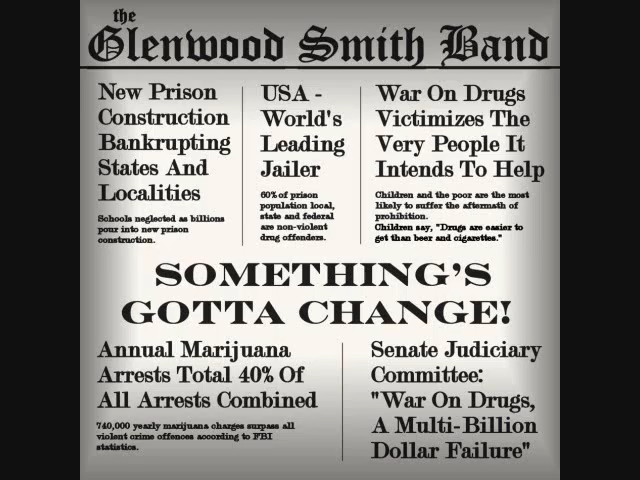 the
Glenwood Smith Band
New Prison
Construction
Bankrupting
States And
Localities
Schools neglected as billions
pour into new prison
construction.
USA -
World's
Leading
Jailer
60% of prison
population local,
state and federal
are non-violent
drug offenders.
War On Drugs
Victimizes The
Very People It
Intends To Help
Children and the poor are the most
likely to suffer the aftermath of
prohibition.
Children say, "Drugs are easier to
get than beer and cigarettes."
SOMETHING'S
GOTTA CHANGE!
Annual Marijuana
Arrests Total 40% Of
All Arrests Combined
740,000 yearly marijuana charges surpass all
violent crime offences according to FBI
statistics.
Senate Judiciary
Committee:
"War On Drugs,
A Multi-Billion
Dollar Failure"